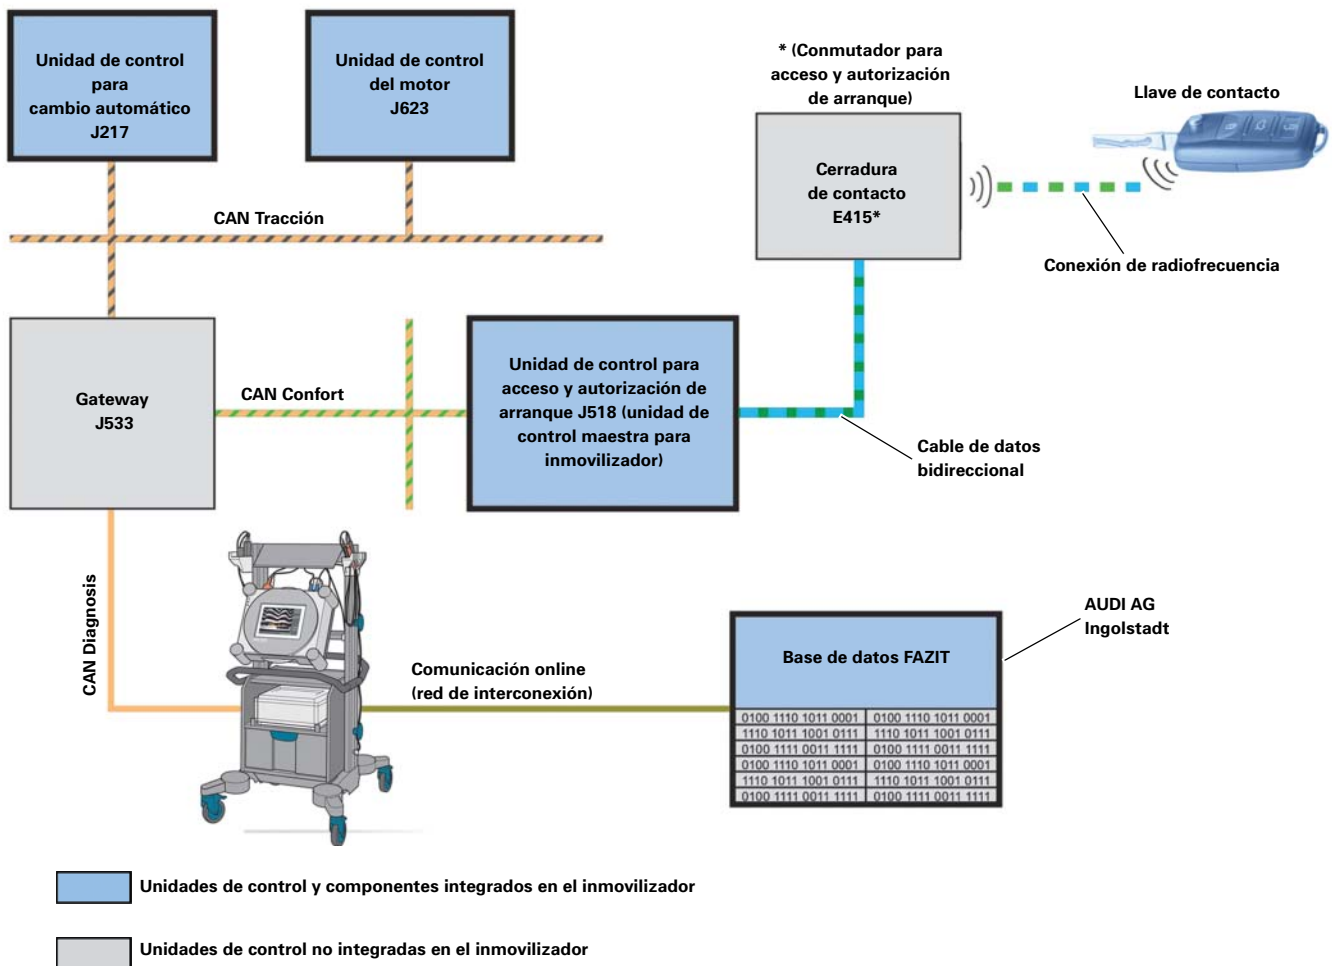 Unidad de control
para
cambio automático
J217
Unidad de control
del motor
J623
* (Conmutador para
acceso y autorización
de arranque)
Llave de contacto
Cerradura
de contacto
E415*
CAN Tracción
Conexión de radiofrecuencia
Gateway
J533
CAN Confort
Unidad de control para
acceso y autorización de
arranque J518 (unidad de
control maestra para
inmovilizador)
Cable de datos
bidireccional
CAN Diagnosis
Comunicación online
(red de interconexión)
AUDI AG
Ingolstadt
Base de datos FAZIT
0100 1110 1011 0001 0100 1110 1011 0001
1110 1011 1001 0111 1110 1011 1001 0111
0100 1111 0011 1111 0100 1111 0011 1111
0100 1110 1011 0001 0100 1110 1011 0001
1110 1011 1001 0111 1110 1011 1001 0111
0100 1111 0011 1111 0100 1111 0011 1111
Unidades de control y componentes integrados en el inmovilizador
Unidades de control no integradas en el inmovilizador